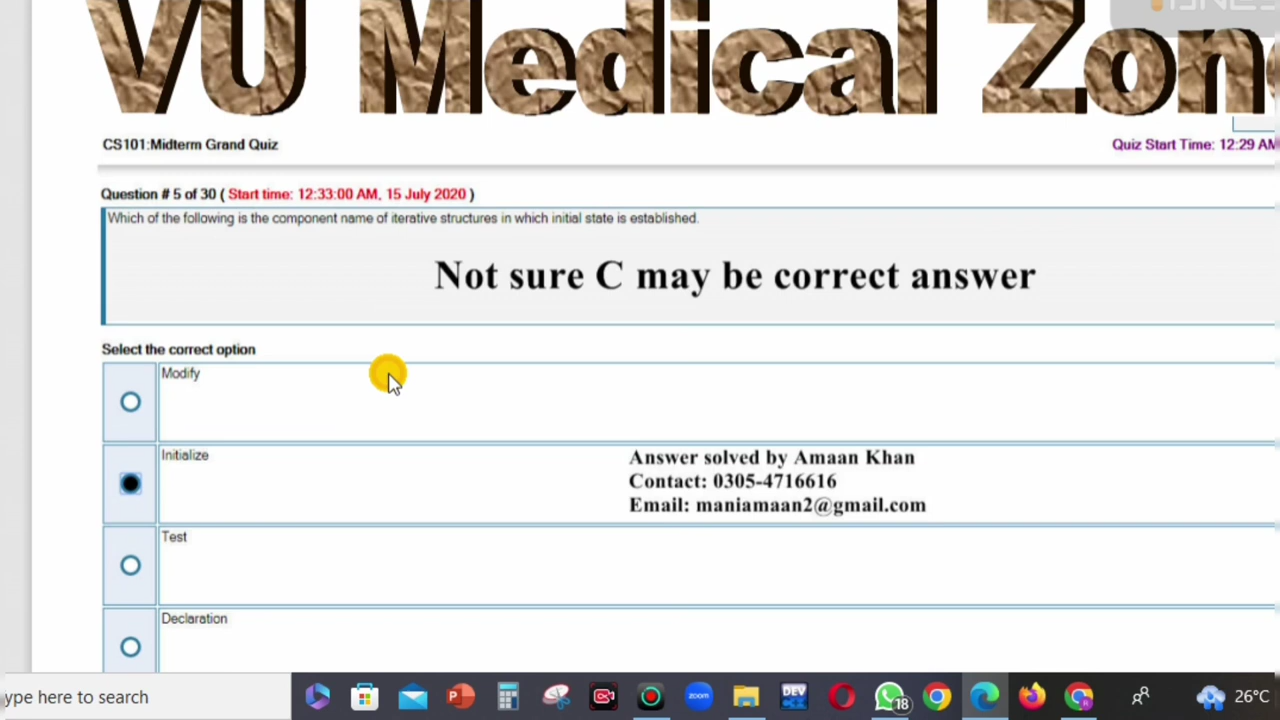 VU Medical Zon
CS101:Midterm Grand Quiz
Quiz Start Time: 12:29 AM
Question # 5 of 30 ( Start time: 12:33:00 AM, 15 July 2020 )
Which of the following is the component name of iterative structures in which initial state is established.
Not sure C may be correct answer
Select the correct option
Modify
Initialize
Answer solved by Amaan Khan
Contact: 0305-4716616
Email: maniamaan2@gmail.com
Test
Declaration
ype here to search
DEV
zoom
18
26°C